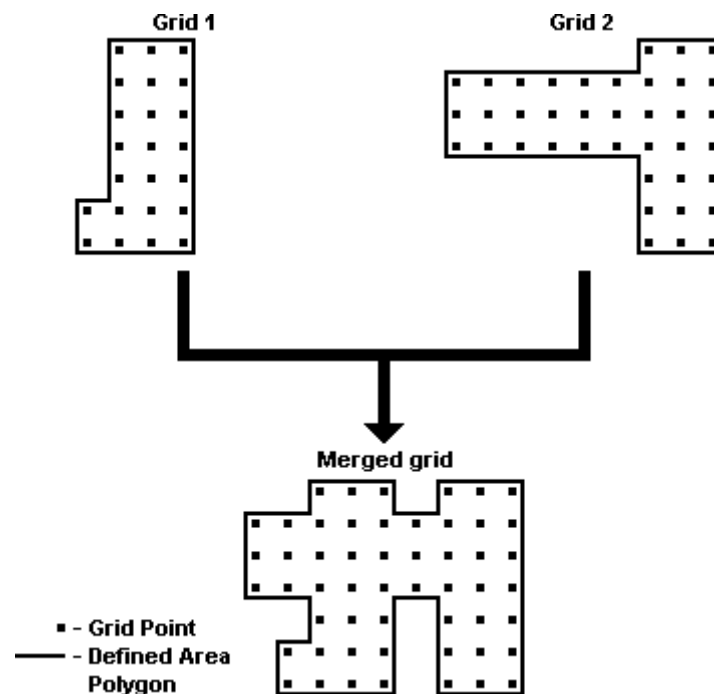 Grid 1
Grid 2
Merged grid
- Grid Point
- Defined Area
Polygon